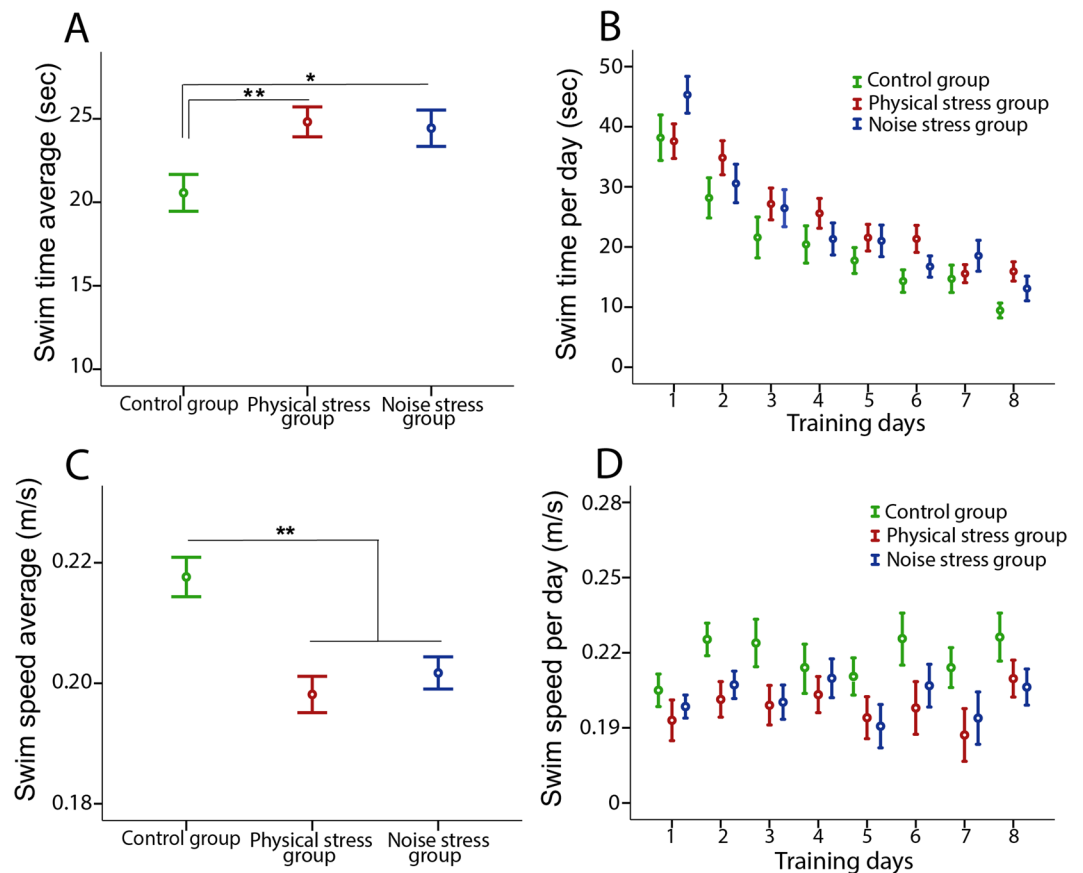 A
Swim time average (sec)
25
20
15
10
*
**
Control group
Physical stress
group
Noise stress
group
B
Swim time per day (sec)
50
40
30
20
10
0
Control group
Physical stress group
Noise stress group
1 2 3 4 5 6 7 8
Training days
C
Swim speed average (m/s)
0.22
0.20
0.18
**
Control group
Physical stress
group
Noise stress
group
D
Swim speed per day (m/s)
0.28
0.25
0.22
0.19
0
Control group
Physical stress group
Noise stress group
1 2 3 4 5 6 7 8
Training days